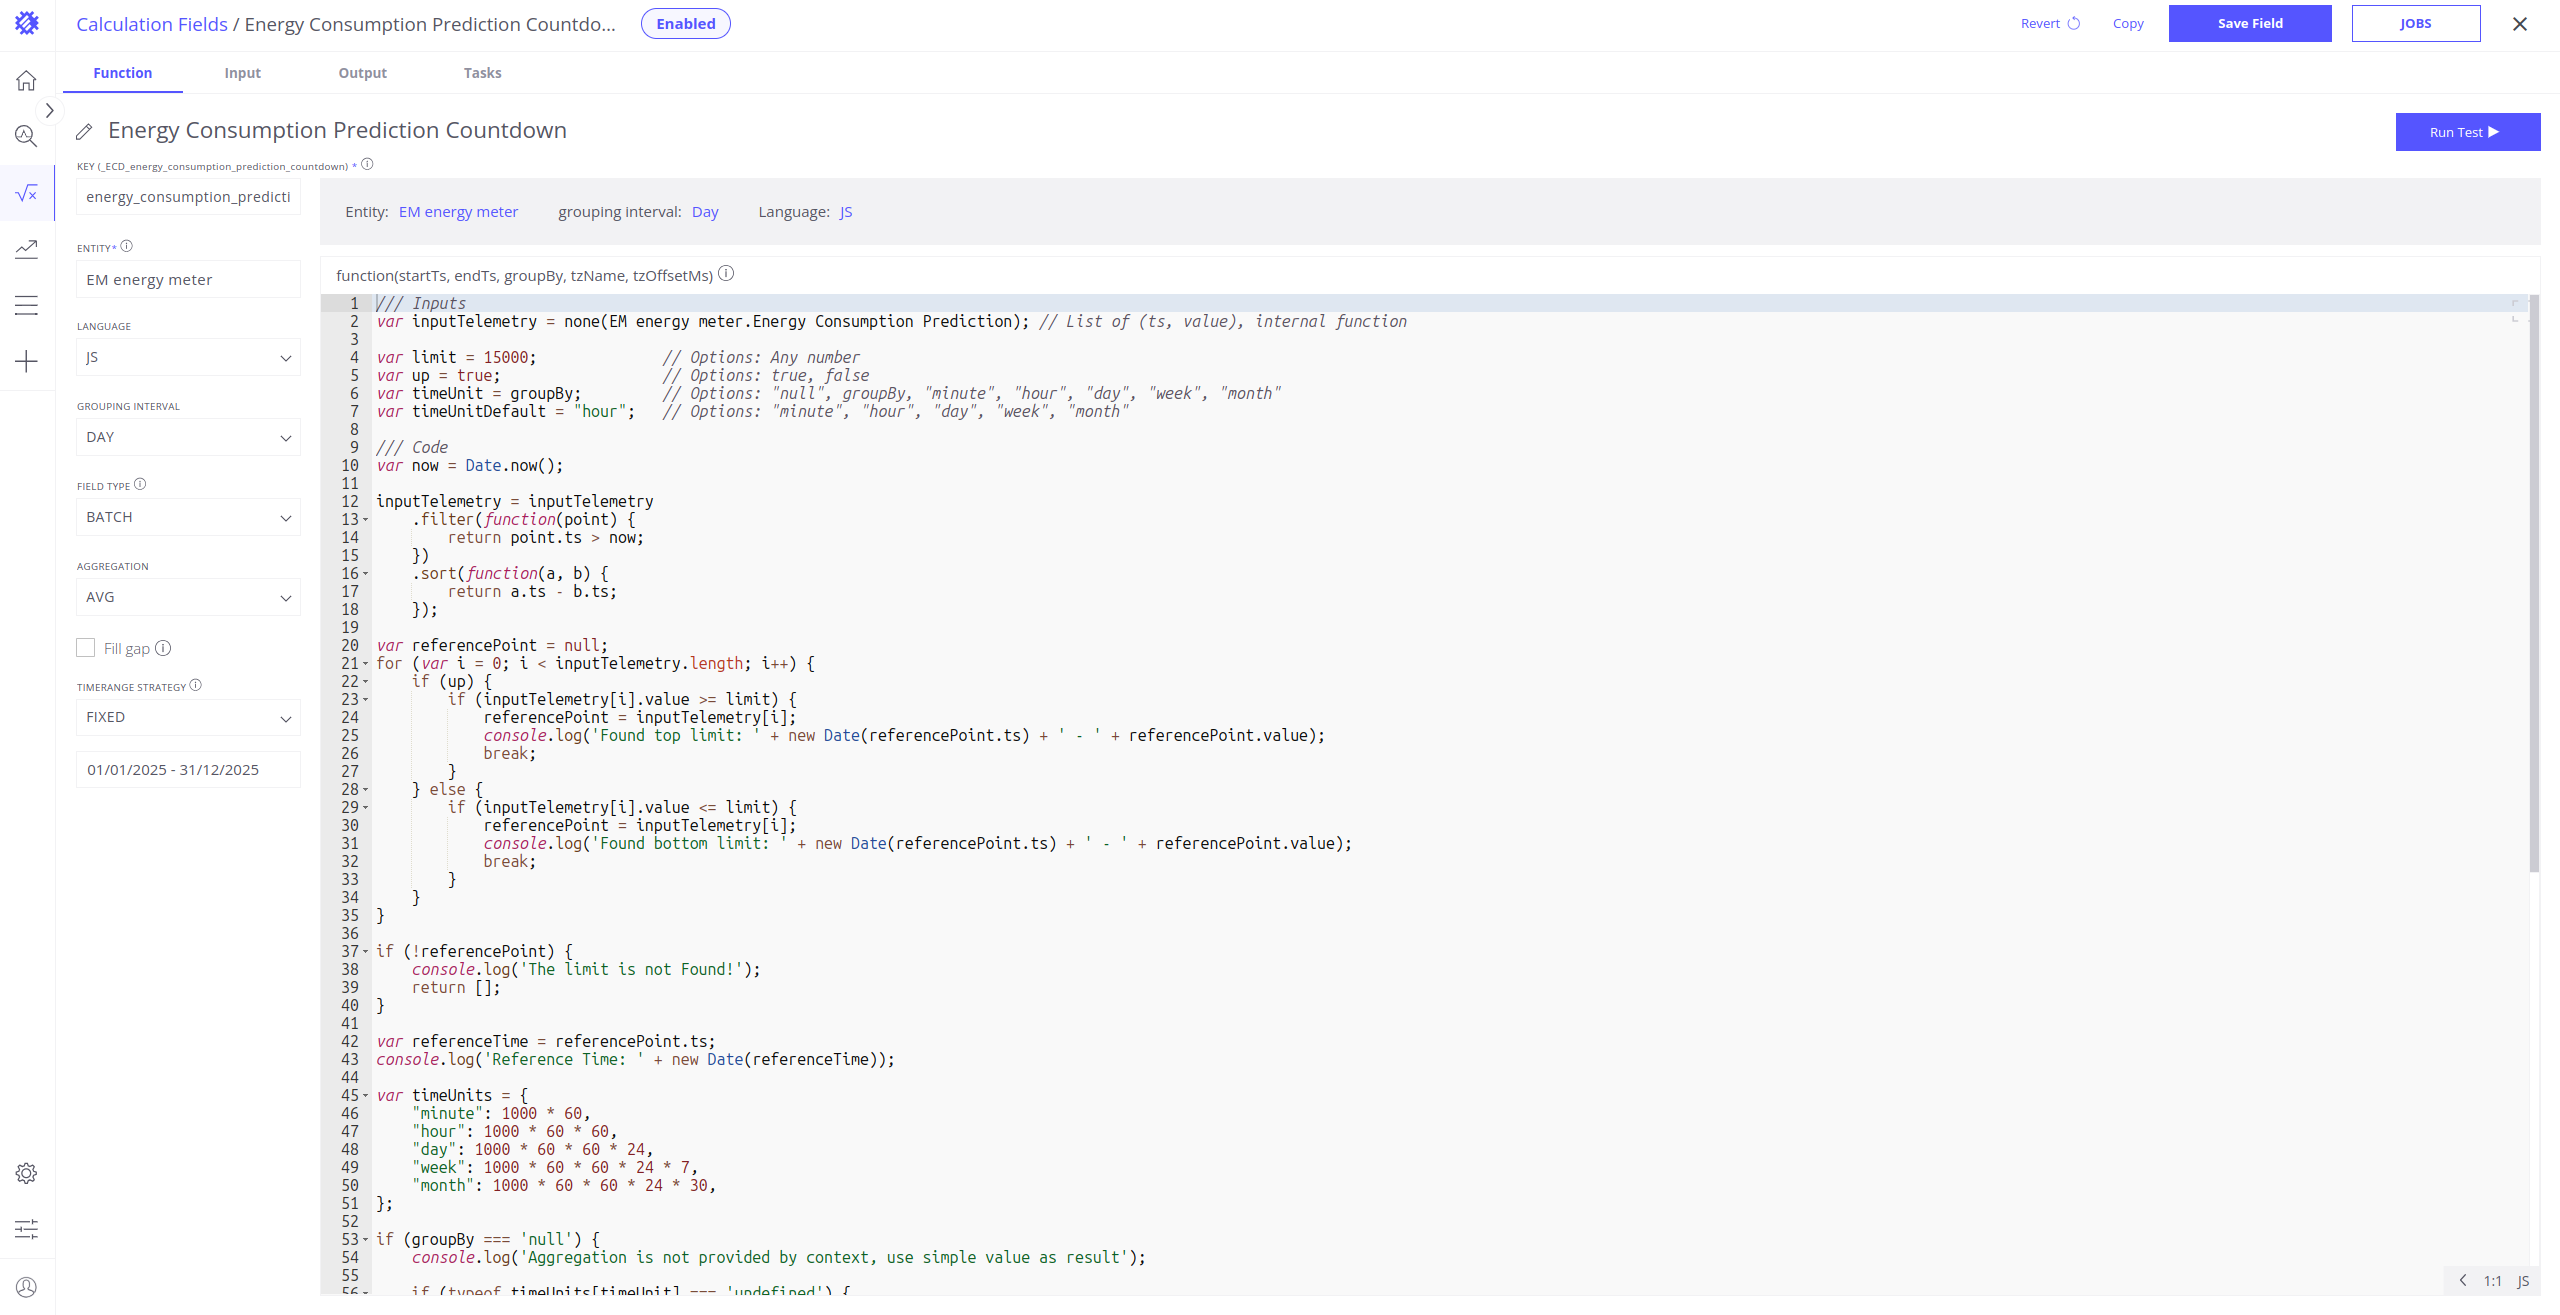 Calculation Fields / Energy Consumption Prediction Countdo... Enabled Revert Copy Save Field JOBS
Function Input Output Tasks
Energy Consumption Prediction Countdown Run Test
KEY (_ECD_energy_consumption_prediction_countdown) *
energy_consumption_predicti
ENTITY*
EM energy meter
LANGUAGE
JS
GROUPING INTERVAL
DAY
FIELD TYPE
BATCH
AGGREGATION
AVG
Fill gap
TIMERANGE STRATEGY
FIXED
01/01/2025 - 31/12/2025
Entity: EM energy meter grouping interval: Day Language: JS
function(startTs, endTs, groupBy, tzName, tzOffsetMs)
1 /// Inputs
2 var inputTelemetry = none(EM energy meter.Energy Consumption Prediction); // List of (ts, value), internal function
3
4 var limit = 15000; // Options: Any number
5 var up = true; // Options: true, false
6 var timeUnit = groupBy; // Options: "null", groupBy, "minute", "hour", "day", "week", "month"
7 var timeUnitDefault = "hour"; // Options: "minute", "hour", "day", "week", "month"
8
9 /// Code
10 var now = Date.now();
11
12 inputTelemetry = inputTelemetry
13 .filter(function(point) {
14 return point.ts > now;
15 })
16 .sort(function(a, b) {
17 return a.ts - b.ts;
18 });
19
20 var referencePoint = null;
21 for (var i = 0; i < inputTelemetry.length; i++) {
22 if (up) {
23 if (inputTelemetry[i].value >= limit) {
24 referencePoint = inputTelemetry[i];
25 console.log('Found top limit: ' + new Date(referencePoint.ts) + ' - ' + referencePoint.value);
26 break;
27 }
28 } else {
29 if (inputTelemetry[i].value <= limit) {
30 referencePoint = inputTelemetry[i];
31 console.log('Found bottom limit: ' + new Date(referencePoint.ts) + ' - ' + referencePoint.value);
32 break;
33 }
34 }
35 }
36
37 if (!referencePoint) {
38 console.log('The limit is not Found!');
39 return [];
40 }
41
42 var referenceTime = referencePoint.ts;
43 console.log('Reference Time: ' + new Date(referenceTime));
44
45 var timeUnits = {
46 "minute": 1000 * 60,
47 "hour": 1000 * 60 * 60,
48 "day": 1000 * 60 * 60 * 24,
49 "week": 1000 * 60 * 60 * 24 * 7,
50 "month": 1000 * 60 * 60 * 24 * 30,
51 };
52
53 if (groupBy === 'null') {
54 console.log('Aggregation is not provided by context, use simple value as result');
55
56 if (typeof timeUnits[timeUnit] === 'undefined') {
1:1 JS